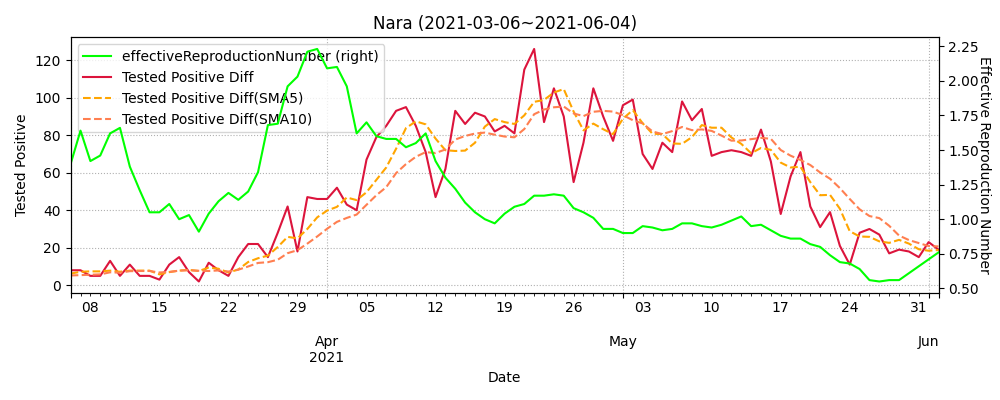 Nara (2021-03-06~2021-06-04)
effectiveReproductionNumber (right)
Tested Positive Diff
Tested Positive Diff(SMA5)
Tested Positive Diff(SMA10)
Tested Positive
120
100
80
60
40
20
0
2.25
2.00
1.75
1.50
1.25
1.00
0.75
0.50
Effective Reproduction Number
08 15 22 29 05 12 19 26 03 10 17 24 31
Apr May Jun
2021
Date